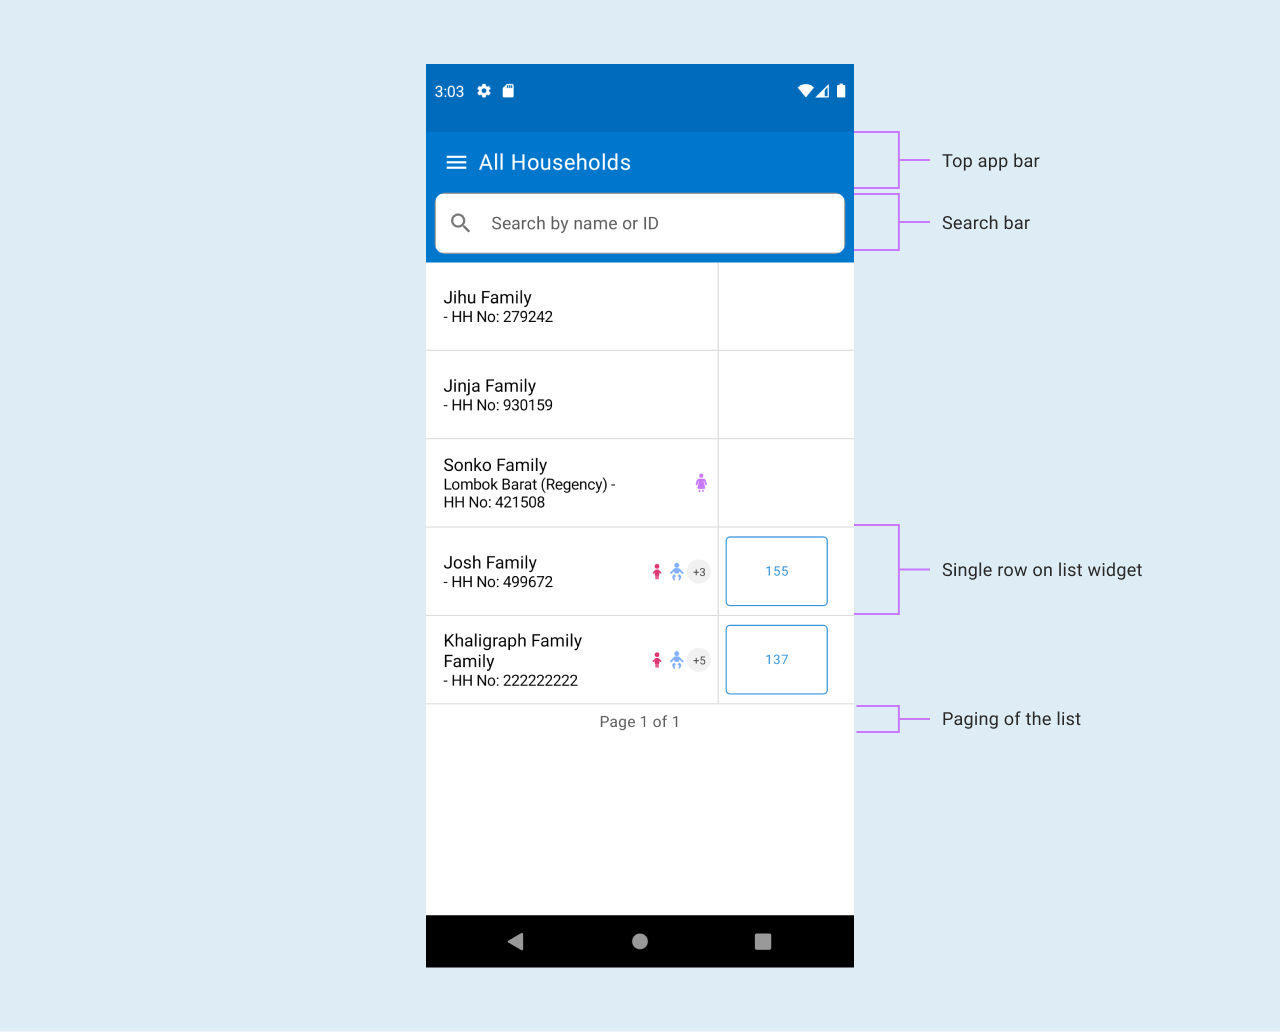 3:03
All Households
Top app bar
Search by name or ID
Search bar
Jihu Family
- HH No: 279242
Jinja Family
- HH No: 930159
Sonko Family
Lombok Barat (Regency) -
HH No: 421508
Josh Family
- HH No: 499672
+3
155
Single row on list widget
Khaligraph Family
Family
- HH No: 222222222
+5
137
Page 1 of 1
Paging of the list